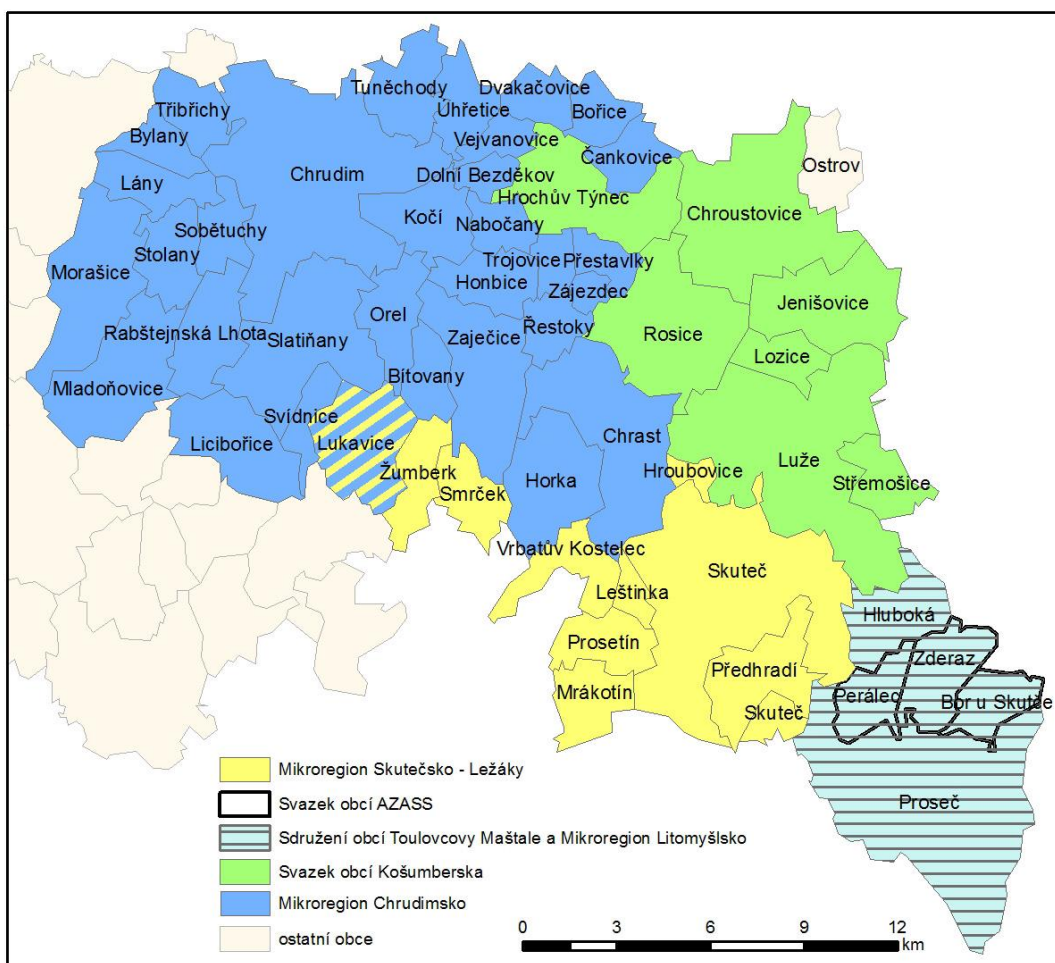 Tuněchody
Dvakačovice
Třibřichy
Úhřetice
Bořice
Bylany
Vejvanovice
Čankovice
Ostrov
Chrudim
Dolní Bezděkov
Lány
Hrochův Týnec
Chroustovice
Kočí
Nabočany
Sobětuchy
Stolany
Trojovice
Přestavlky
Morašice
Honbice
Zájezdec
Jenišovice
Orel
Řestoky
Rabštejnská Lhota
Slatiňany
Zaječice
Rosice
Lozice
Bítovany
Mladoňovice
Svídnice
Licibořice
Lukavice
Chrast
Žumberk
Hroubovice
Luže
Smrček
Horka
Střemošice
Vrbatův Kostelec
Skuteč
Leštinka
Hluboká
Prosetín
Předhradí
Zderaz
Mrákotín
Perálec
Bor u Skutče
Skuteč
Proseč
Mikroregion Skutečsko - Ležáky
Svazek obcí AZASS
Sdružení obcí Toulovcovy Maštale a Mikroregion Litomyšlsko
Svazek obcí Košumberska
Mikroregion Chrudimsko
ostatní obce
0 3 6 9 12
km